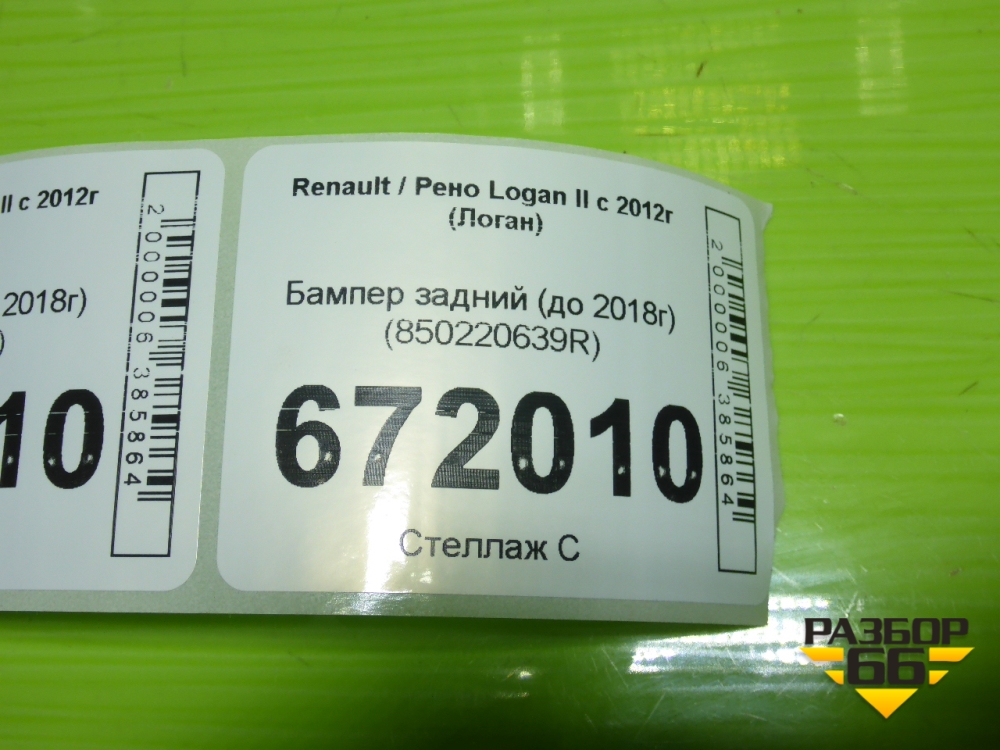 II с 2012г
2018г)
)
10
2000006385864
Renault / Рено Logan II с 2012г
(Логан)
Бампер задний (до 2018г)
(850220639R)
672010
Стеллаж С
2000006385864
РАЗБОР
66